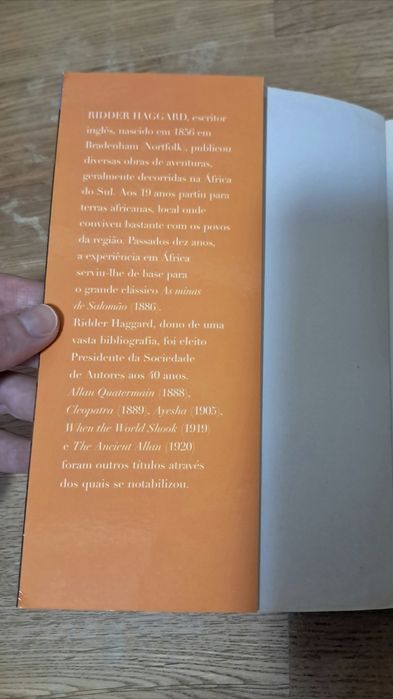 RIDDER HAGGARD, escritor
inglês, nascido em 1856 em
Bradenham (Nortfolk), publicou
diversas obras de aventuras,
geralmente decorridas na África
do Sul. Aos 19 anos partiu para
terras africanas, local onde
conviveu bastante com os povos
da região. Passados dez anos,
a experiência em África
serviu-lhe de base para
o grande clássico As minas
de Salomão (1886).
Ridder Haggard, dono de uma
vasta bibliografia, foi eleito
Presidente da Sociedade
de Autores aos 40 anos.
Allan Quatermain (1888),
Cleopatra (1889), Ayesha (1905),
When the World Shook (1919)
e The Ancient Allan (1920)
foram outros títulos através
dos quais se notabilizou.